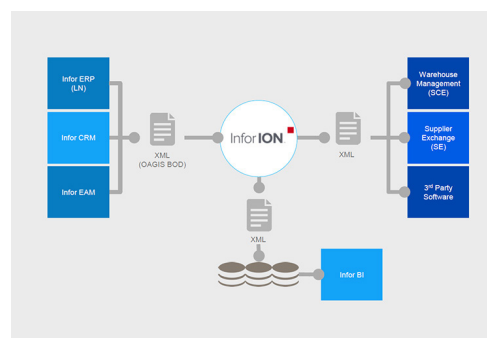 Infor ERP
(LN)
Infor CRM
Infor EAM
XML
(OAGIS BOD)
Infor ION
XML
XML
Warehouse
Management
(SCE)
Supplier
Exchange
(SE)
3rd Party
Software
Infor BI